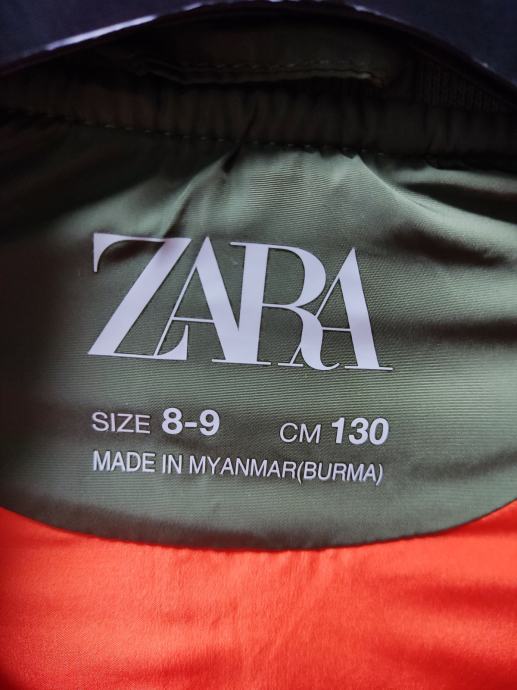 ZARA
SIZE 8-9 CM 130
MADE IN MYANMAR(BURMA)